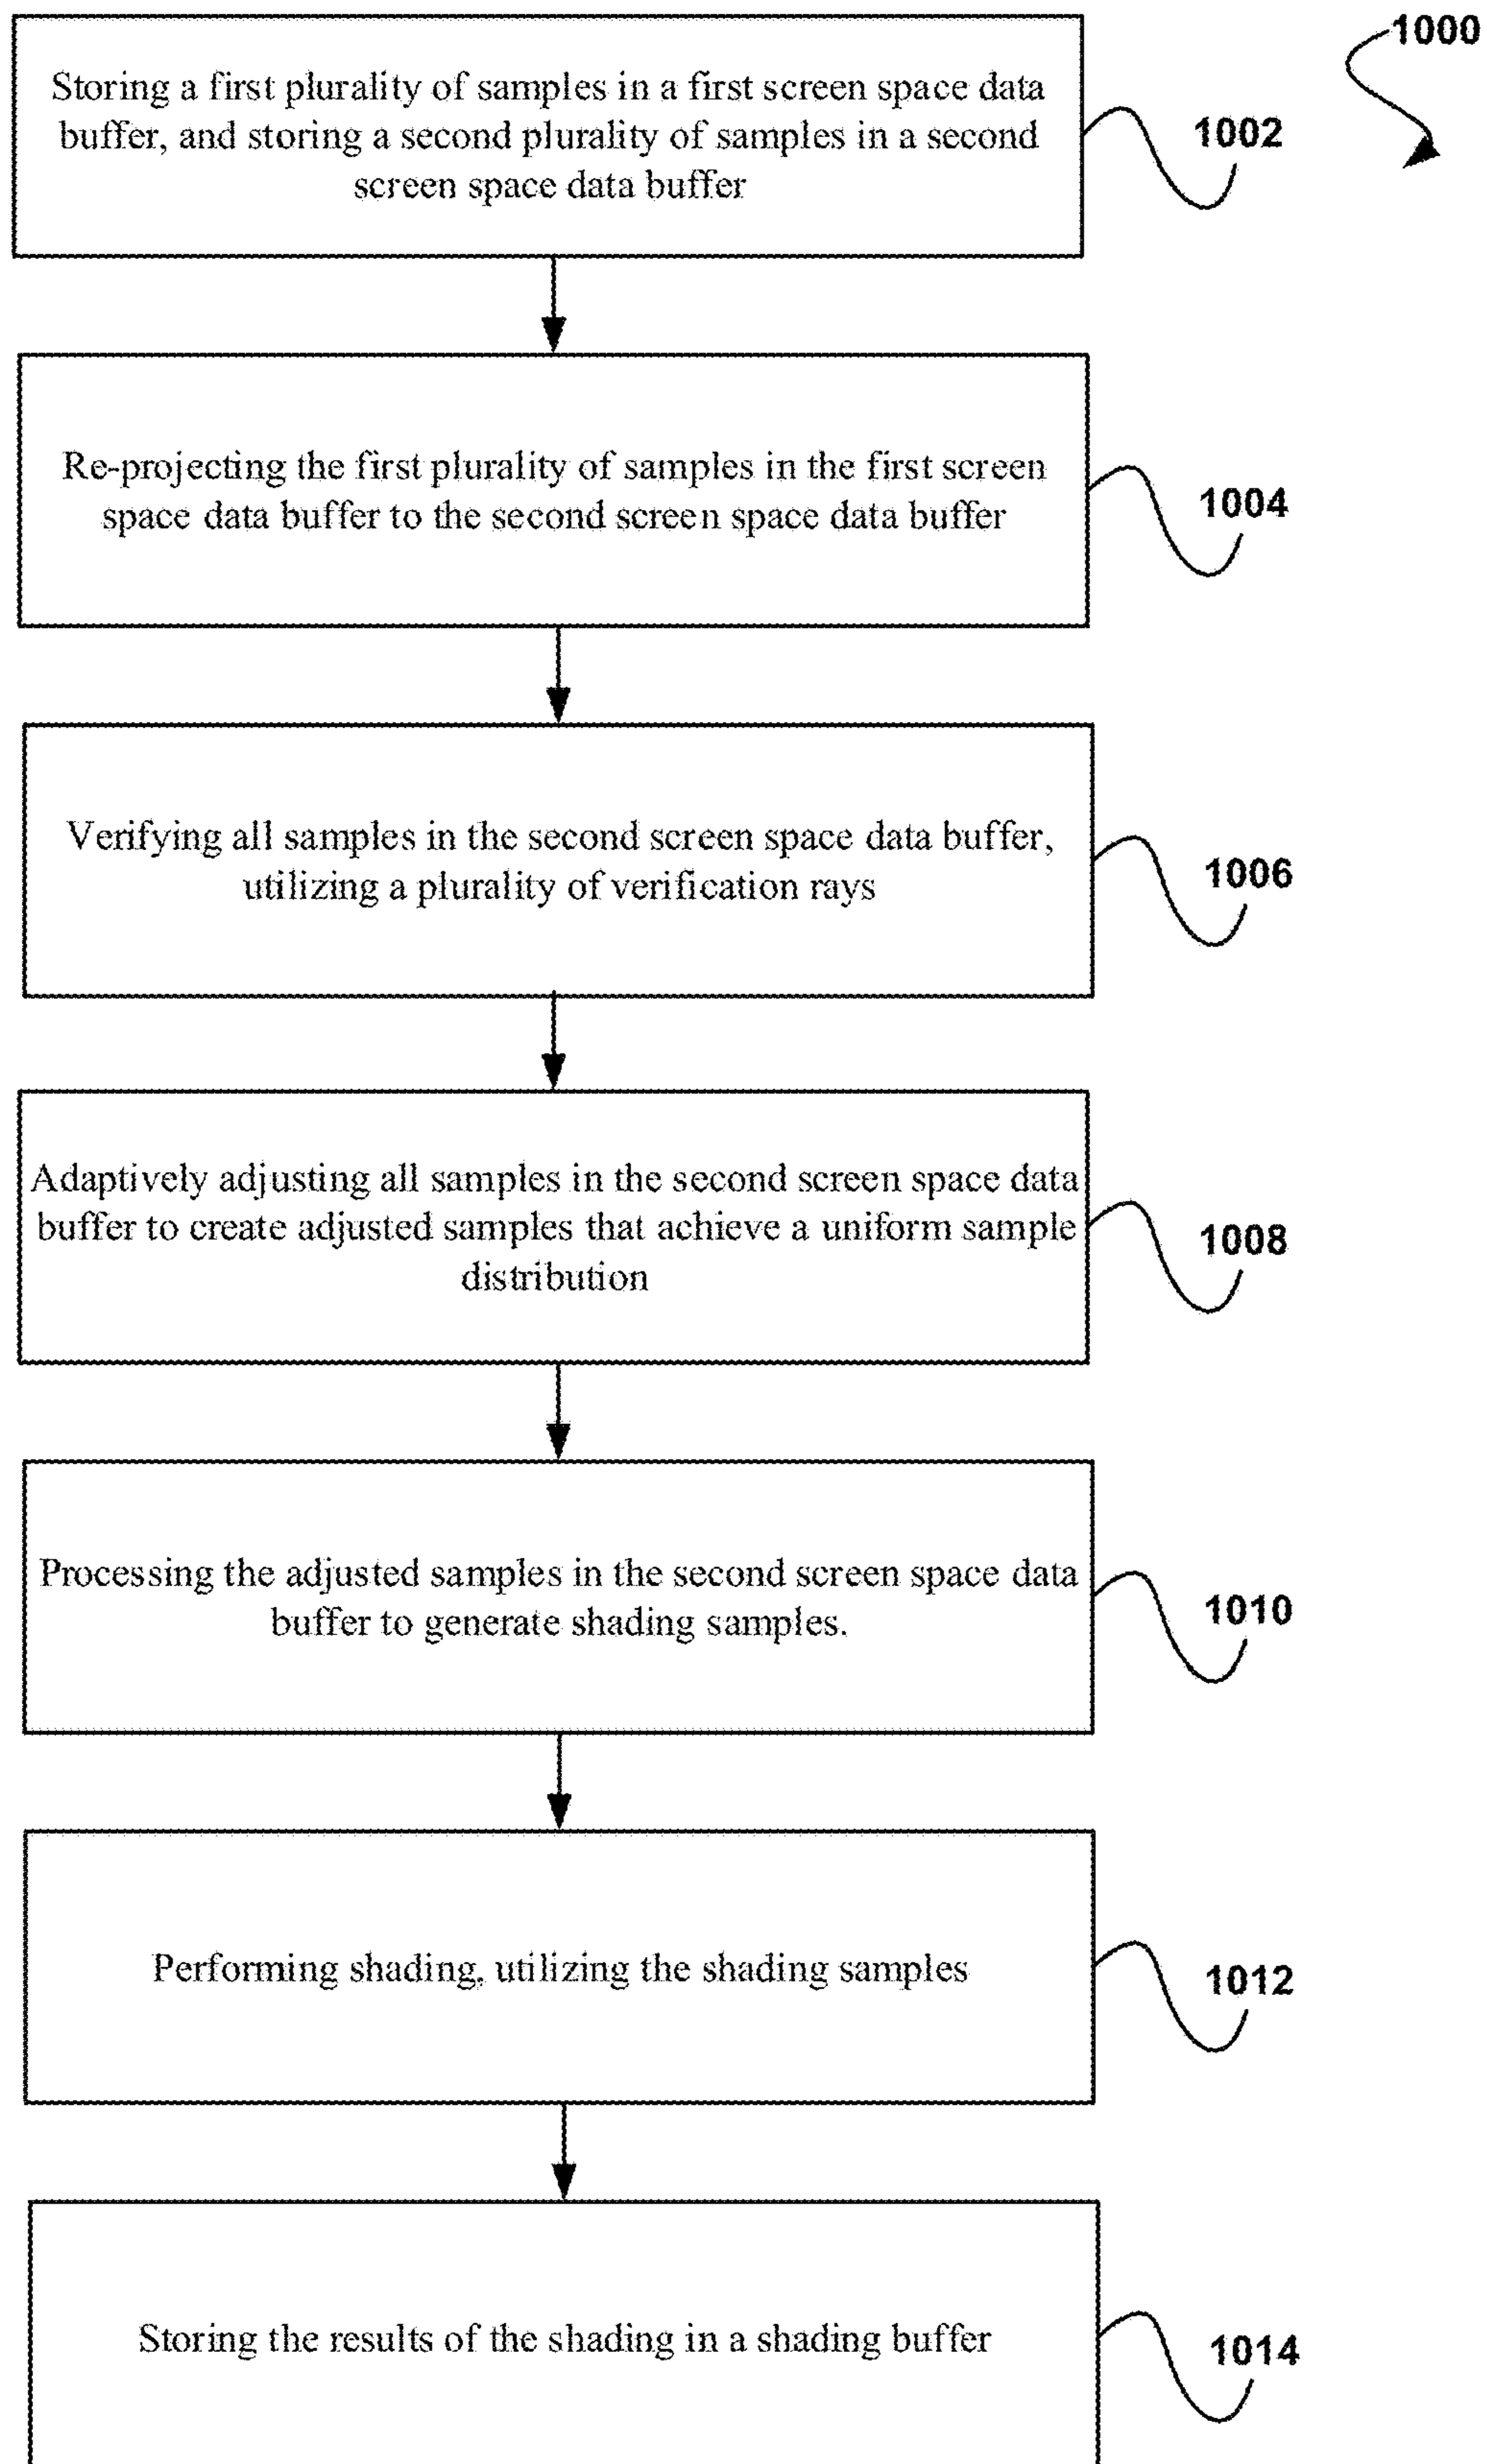 1000
Storing a first plurality of samples in a first screen space data
buffer, and storing a second plurality of samples in a second
screen space data buffer
1002
Re-projecting the first plurality of samples in the first screen
space data buffer to the second screen space data buffer
1004
Verifying all samples in the second screen space data buffer,
utilizing a plurality of verification rays
1006
Adaptively adjusting all samples in the second screen space data
buffer to create adjusted samples that achieve a uniform sample
distribution
1008
Processing the adjusted samples in the second screen space data
buffer to generate shading samples.
1010
Performing shading, utilizing the shading samples
1012
Storing the results of the shading in a shading buffer
1014